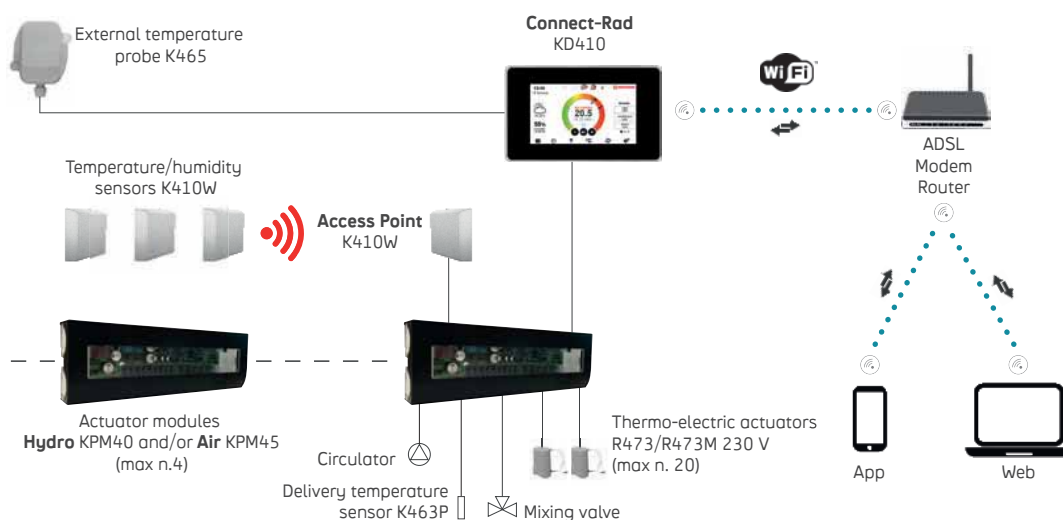 External temperature
probe K465
Connect-Rad
KD410
Wi Fi
20.5
ADSL
Modem
Router
Temperature/humidity
sensors K410W
Access Point
K410W
Actuator modules
Hydro KPM40 and/or Air KPM45
(max n.4)
Circulator
Delivery temperature
sensor K463P
Mixing valve
Thermo-electric actuators
R473/R473M 230 V
(max n. 20)
App
Web